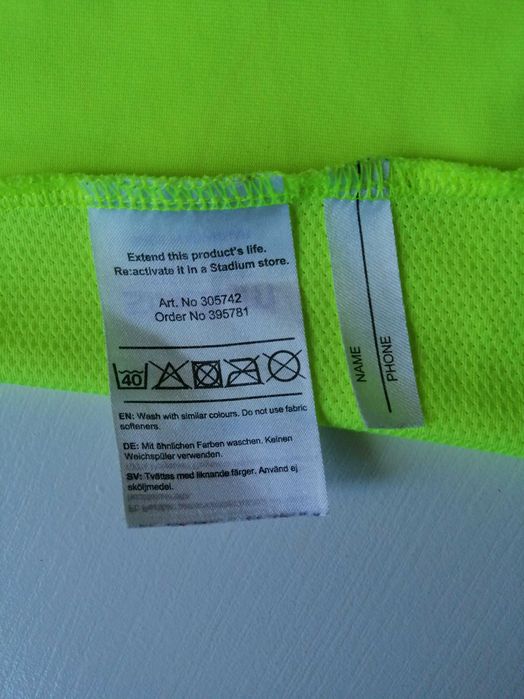 Extend this product's life.
Re:activate it in a Stadium store.
Art. No 305742
Order No 395781
40
EN: Wash with similar colours. Do not use fabric
softeners.
DE: Mit ähnlichen Farben waschen. Keinen
Weichspüler verwenden.
SV: Tvättas med liknande färger. Använd ej
sköljmedel.
NAME
PHONE